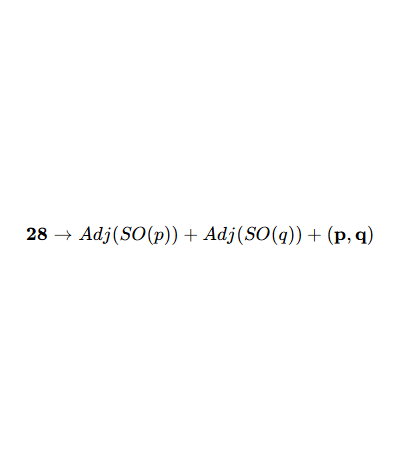 28 → Adj(SO(p)) + Adj(SO(q)) + (p, q)